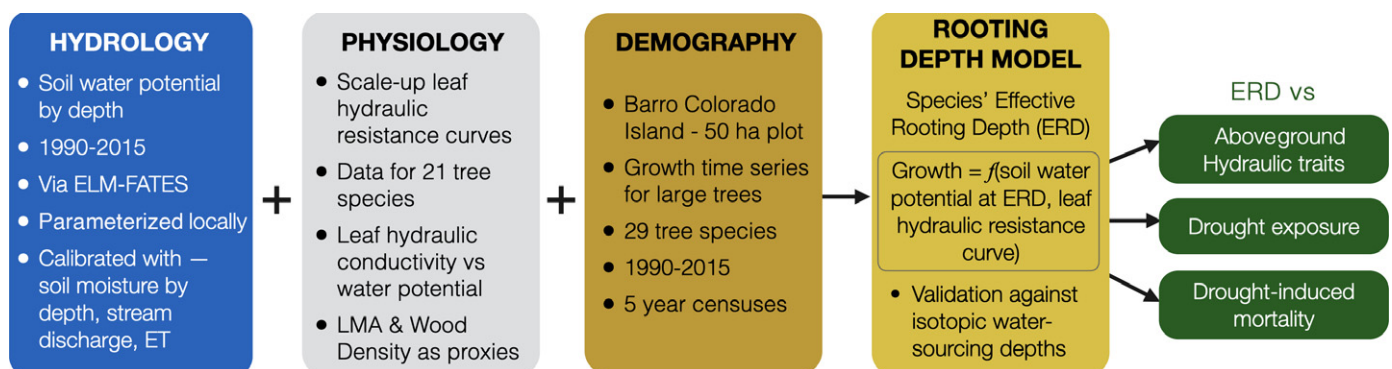 HYDROLOGY
• Soil water potential
by depth
• 1990-2015
• Via ELM-FATES
• Parameterized locally
• Calibrated with —
soil moisture by
depth, stream
discharge, ET
+
PHYSIOLOGY
• Scale-up leaf
hydraulic
resistance curves
• Data for 21 tree
species
• Leaf hydraulic
conductivity vs
water potential
• LMA & Wood
Density as proxies
+
DEMOGRAPHY
• Barro Colorado
Island - 50 ha plot
• Growth time series
for large trees
• 29 tree species
• 1990-2015
• 5 year censuses
ROOTING
DEPTH MODEL
Species' Effective
Rooting Depth (ERD)
Growth = f(soil water
potential at ERD, leaf
hydraulic resistance
curve)
• Validation against
isotopic water-
sourcing depths
ERD vs
Aboveground
Hydraulic traits
Drought exposure
Drought-induced
mortality